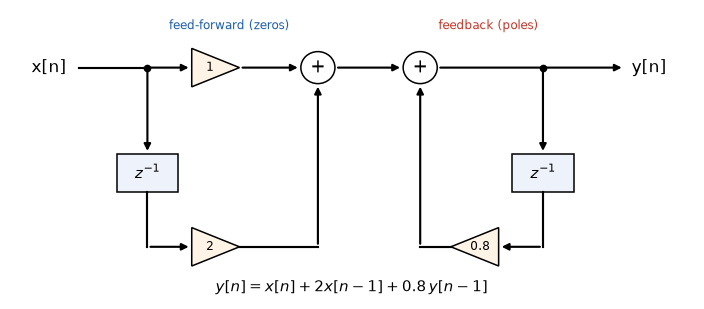 feed-forward (zeros)
feedback (poles)
x[n]
1
+
+
y[n]
z⁻¹
z⁻¹
2
0.8
y[n] = x[n] + 2x[n − 1] + 0.8 y[n − 1]